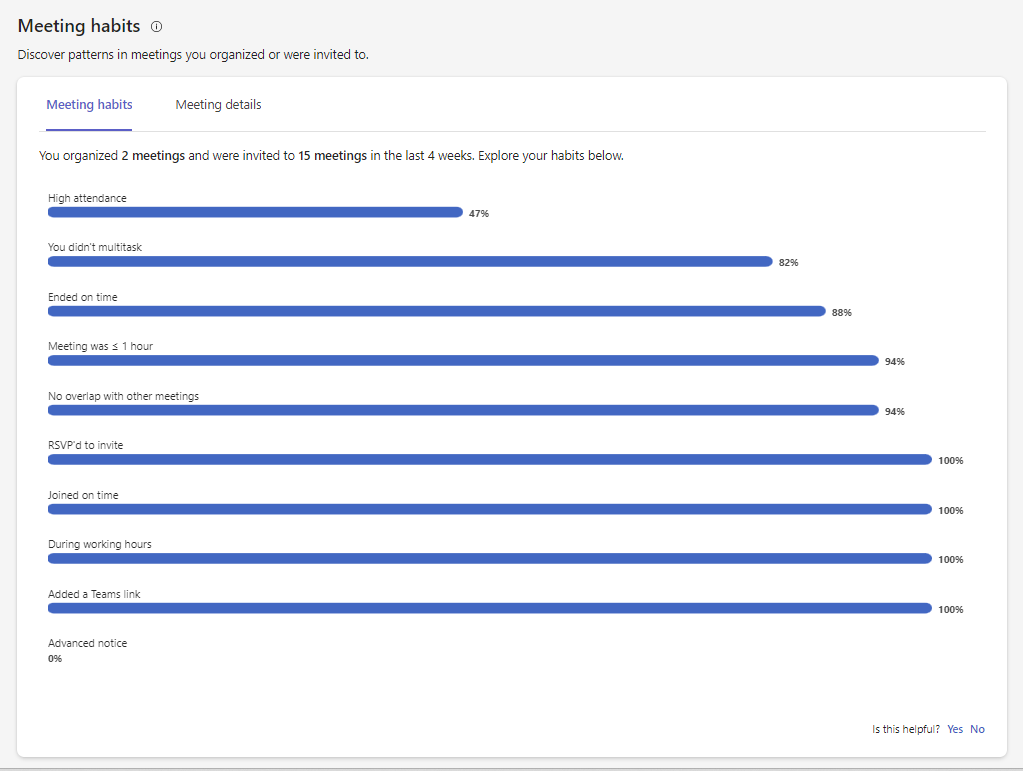 Meeting habits
Discover patterns in meetings you organized or were invited to.
Meeting habits
Meeting details
You organized 2 meetings and were invited to 15 meetings in the last 4 weeks. Explore your habits below.
High attendance
47%
You didn't multitask
82%
Ended on time
88%
Meeting was ≤ 1 hour
94%
No overlap with other meetings
94%
RSVP'd to invite
100%
Joined on time
100%
During working hours
100%
Added a Teams link
100%
Advanced notice
0%
Is this helpful? Yes No